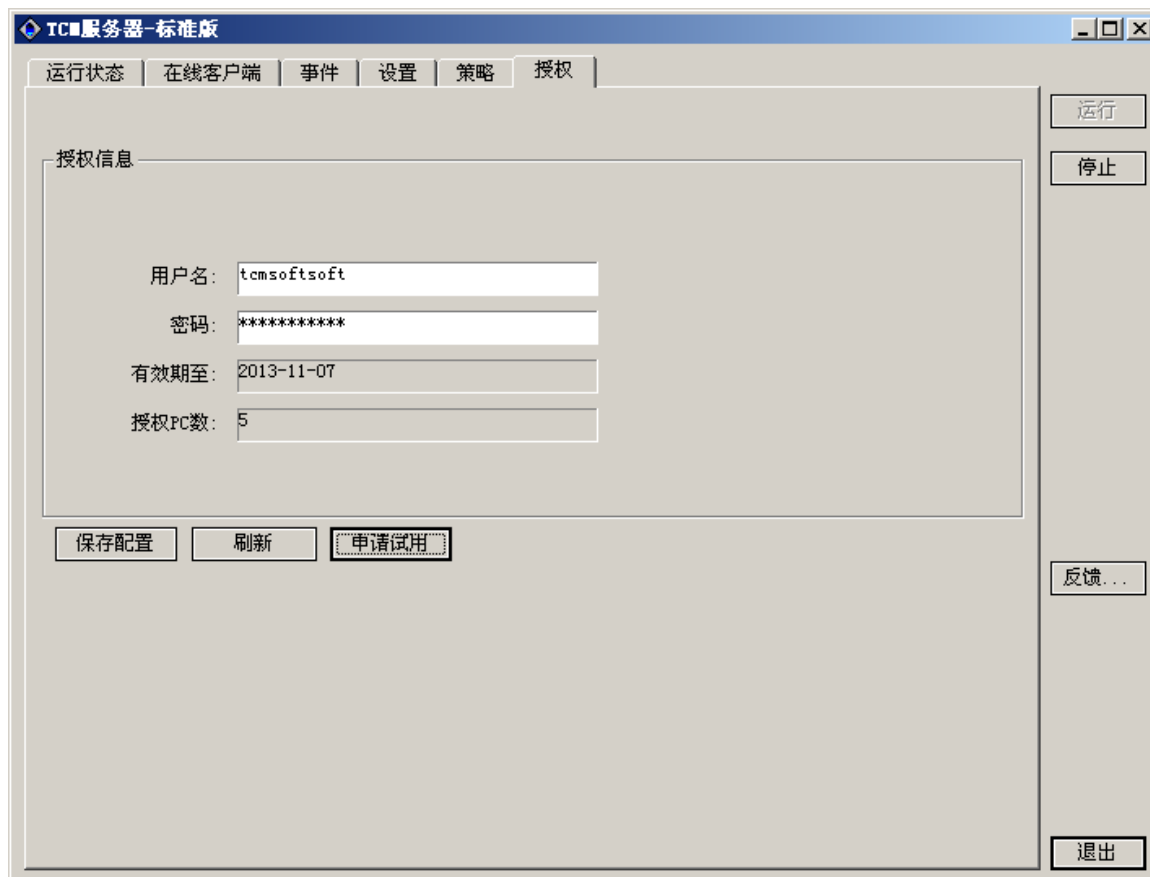 TCM服务器-标准版
运行状态 在线客户端 事件 设置 策略 授权
运行
停止
授权信息
用户名: tcmsoftsoft
密码: ***********
有效期至: 2013-11-07
授权PC数: 5
保存配置 刷新 申请试用
反馈...
退出